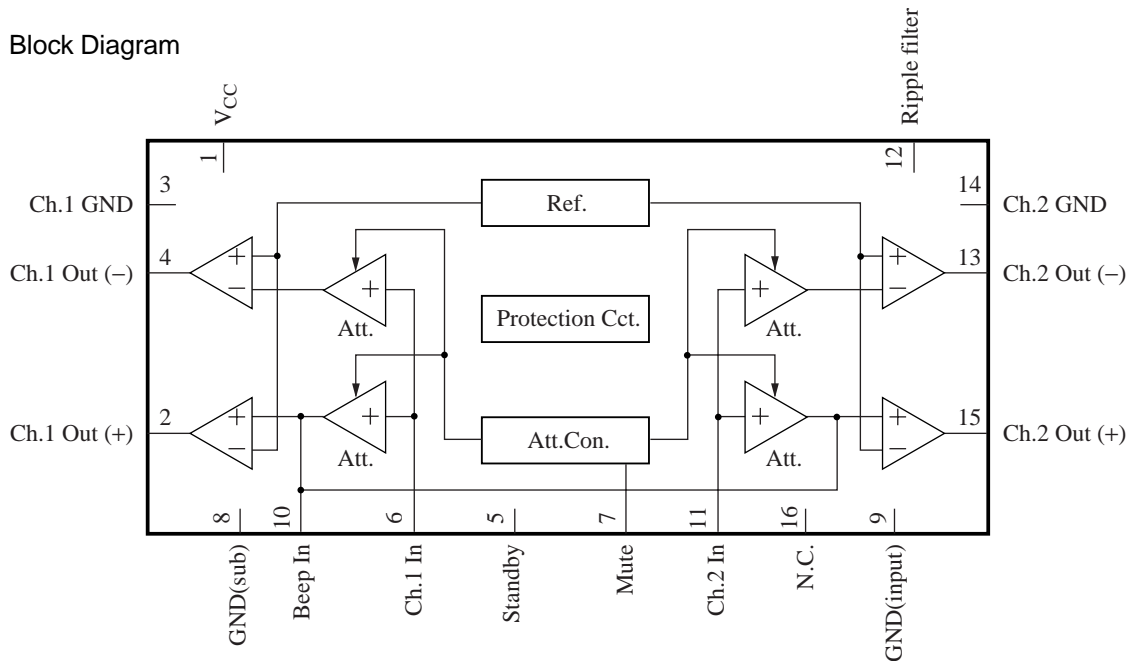 Block Diagram
VCC
Ripple filter
1
12
3
14
Ch.1 GND
Ref.
Ch.2 GND
4
+
+
13
Ch.1 Out (−)
−
+
+
−
Ch.2 Out (−)
Att.
Protection Cct.
Att.
2
+
+
+
+
15
Ch.1 Out (+)
−
Att.Con.
−
Ch.2 Out (+)
Att.
Att.
8
10
6
5
7
11
16
9
GND(sub)
Beep In
Ch.1 In
Standby
Mute
Ch.2 In
N.C.
GND(input)